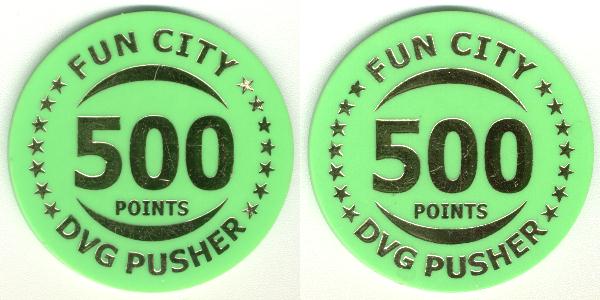 FUN CITY
500
POINTS
DVG PUSHER
FUN CITY
500
POINTS
DVG PUSHER